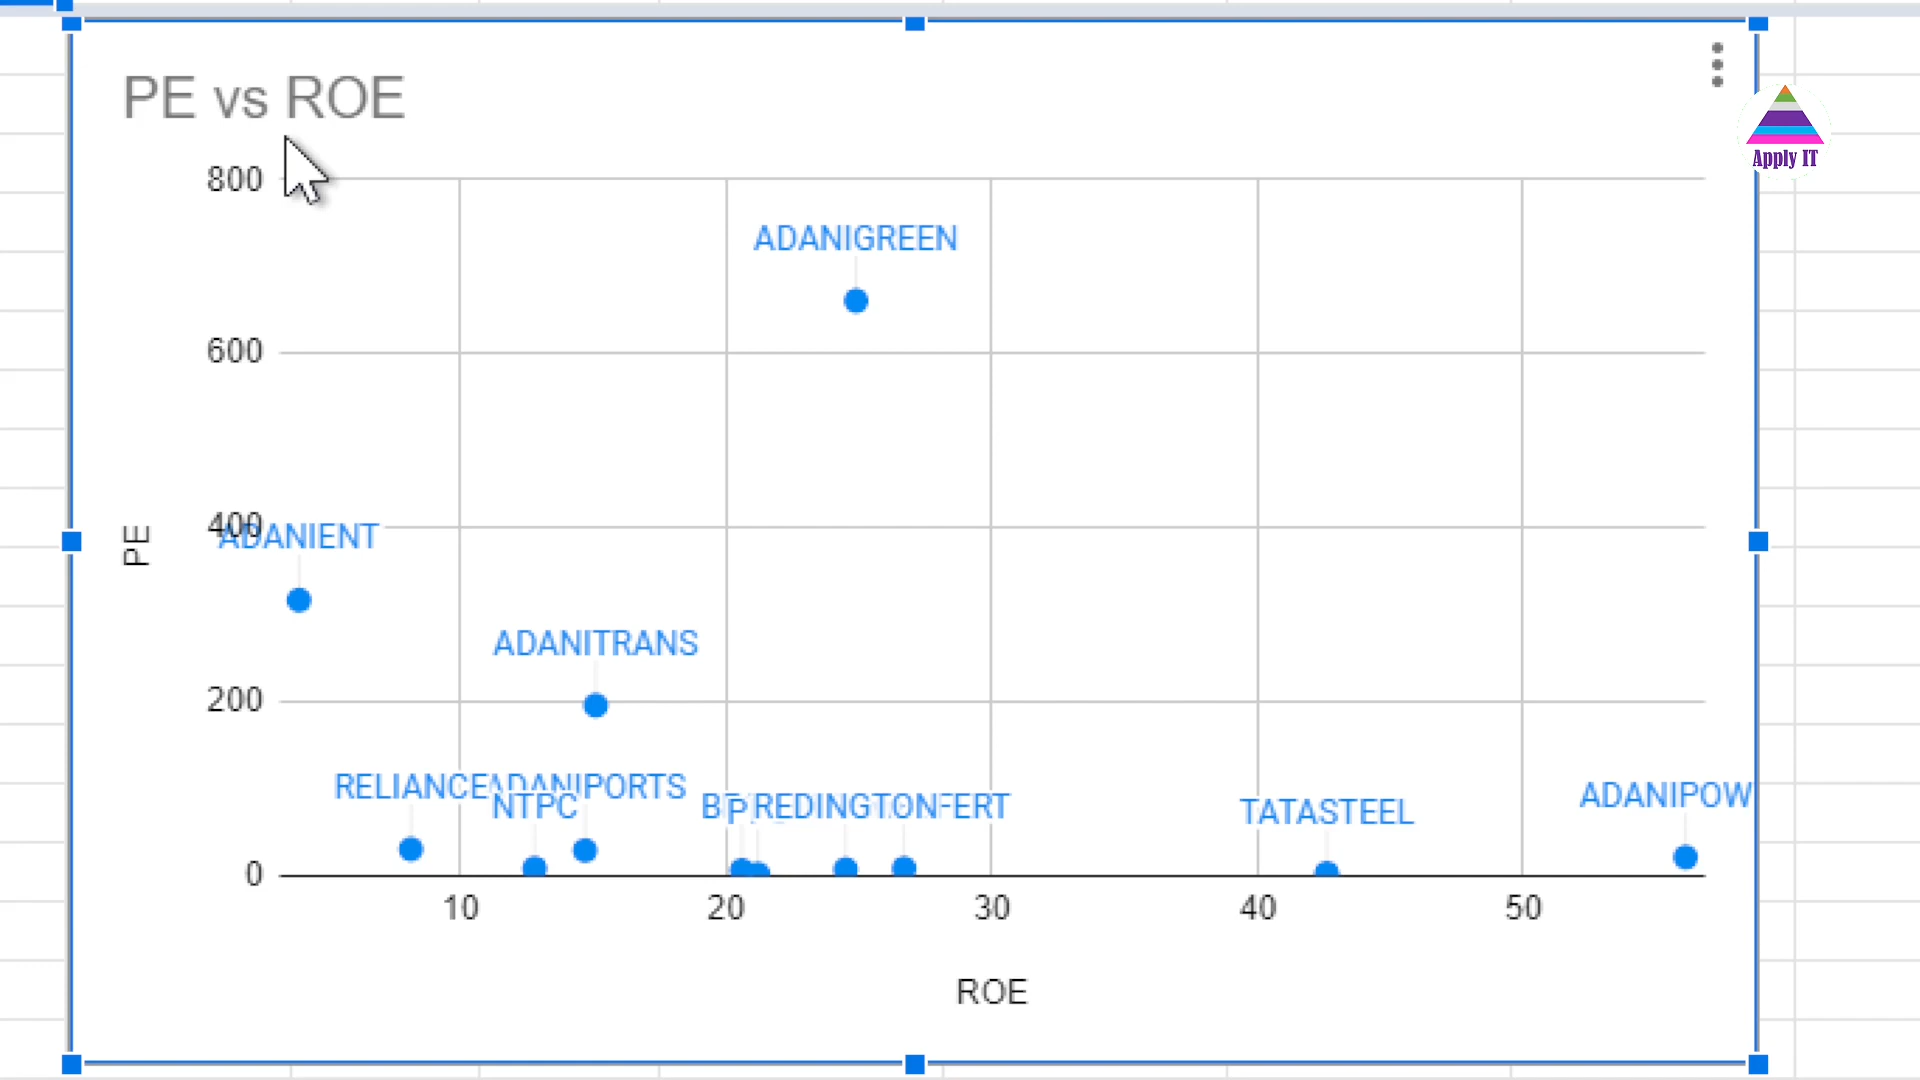 PE vs ROE
Apply IT
800
ADANIGREEN
600
400
ADANIENT
PE
ADANITRANS
200
RELIANCE
ADANIPORTS
NTPC
REDINGTON
FERT
TATASTEEL
ADANIPOW
0
10
20
30
40
50
ROE